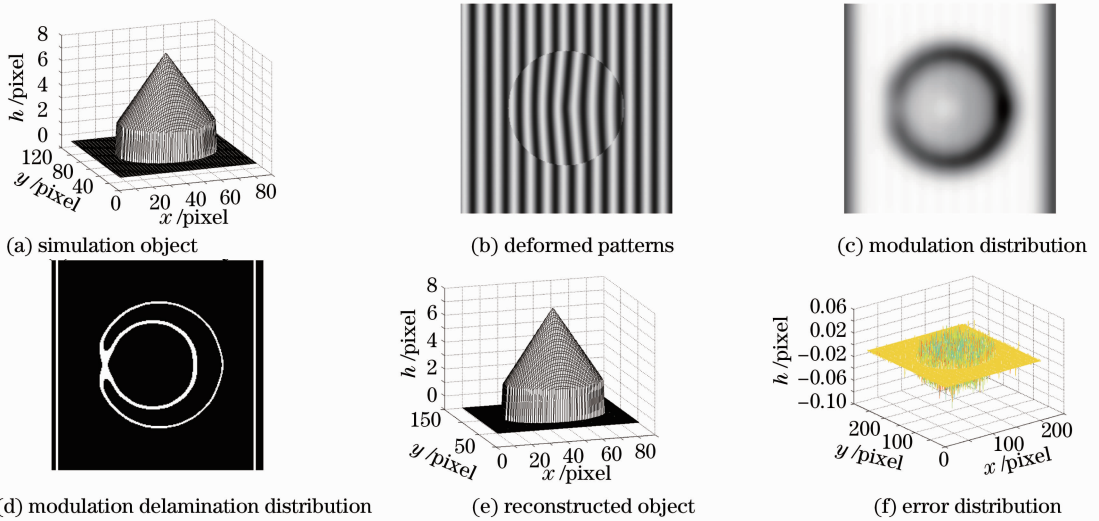 8
6
4
2
0
h /pixel
120
80
40
y /pixel
0
20
40
60
80
x /pixel
(a) simulation object
(b) deformed patterns
(c) modulation distribution
(d) modulation delamination distribution
8
6
4
2
0
h /pixel
150
50
y /pixel
0
20
40
60
80
x /pixel
(e) reconstructed object
0.06
0.02
−0.02
−0.06
−0.10
h /pixel
200
100
0
y /pixel
100
200
x /pixel
(f) error distribution